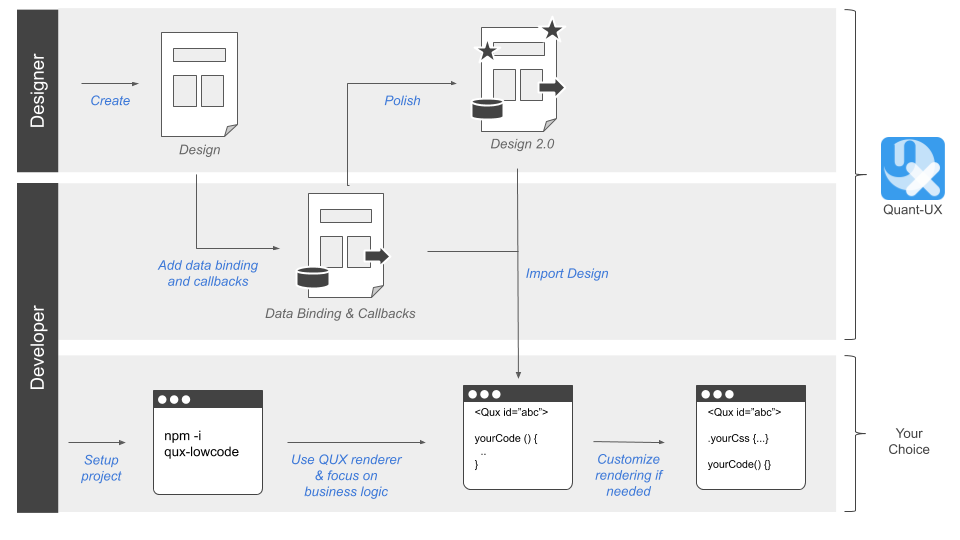 Designer
Create
Design
Polish
Design 2.0
Quant-UX
Developer
Add data binding
and callbacks
Data Binding & Callbacks
Import Design
Setup
project
npm -i
qux-lowcode
Use QUX renderer
& focus on
business logic
<Qux id="abc">
yourCode () {
..
}
Customize
rendering if
needed
<Qux id="abc">
.yourCss {...}
yourCode() {}
Your
Choice